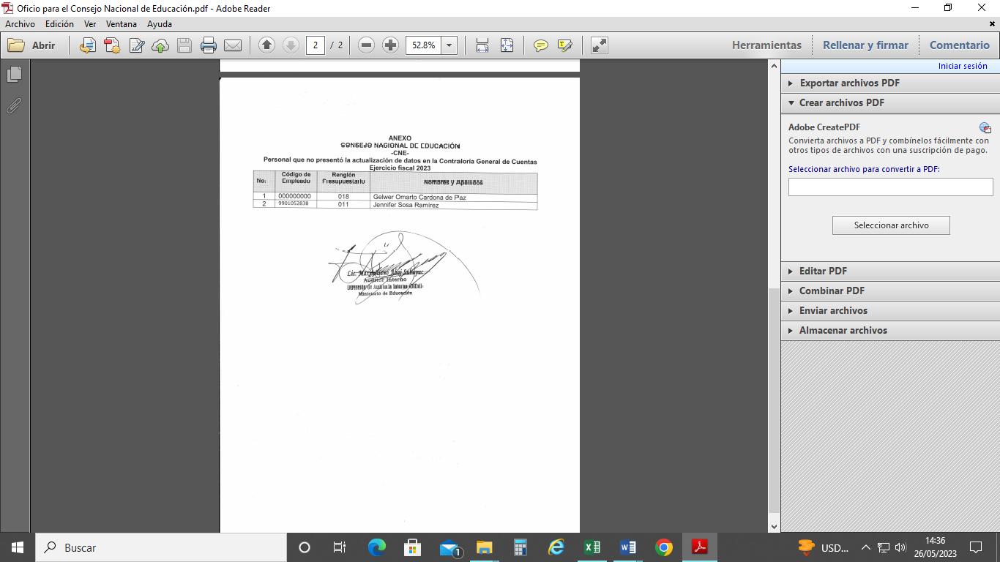 Oficio para el Consejo Nacional de Educación.pdf - Adobe Reader
Archivo Edición Ver Ventana Ayuda
Abrir 2 / 2 52.8% Herramientas Rellenar y firmar Comentario
Iniciar sesión
Exportar archivos PDF
Crear archivos PDF
Adobe CreatePDF
Convierta archivos a PDF y combínelos fácilmente con
otros tipos de archivos con una suscripción de pago.
Seleccionar archivo para convertir a PDF:
Seleccionar archivo
Editar PDF
Combinar PDF
Enviar archivos
Almacenar archivos
ANEXO
CONSEJO NACIONAL DE EDUCACIÓN
-CNE-
Personal que no presentó la actualización de datos en la Contraloría General de Cuentas
Ejercicio fiscal 2023
No. Código de Empleado Renglón Presupuestario Nombres y Apellidos
1 000000000 018 Gelwer Omarto Cardona de Paz
2 9901052838 011 Jennifer Sosa Ramírez
Lic.
Auditor Interno
Dirección de Auditoría Interna -DIDAI-
Ministerio de Educación
Buscar
1
USD...
14:36
26/05/2023